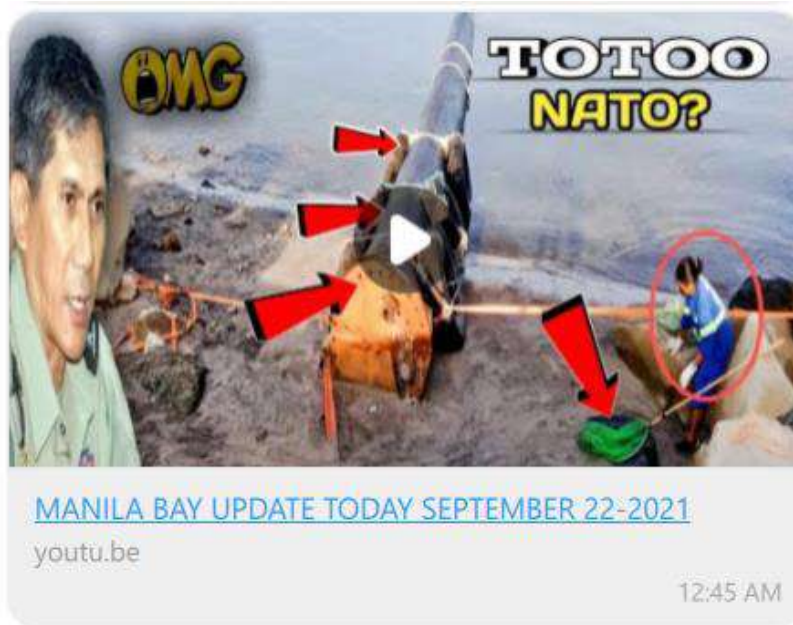 OMG
TOTOO
NATO?
MANILA BAY UPDATE TODAY SEPTEMBER 22-2021
youtu.be
12:45 AM